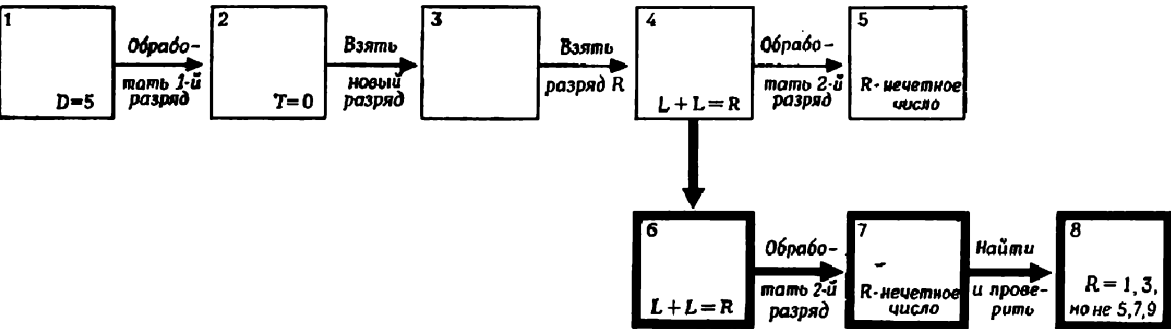 1
D=5
Обрабо-
тать 1-й
разряд
2
T=0
Взять
новый
разряд
3
Взять
разряд R
4
L+L=R
Обрабо-
тать 2-й
разряд
5
R-нечетное
число
6
L+L=R
Обрабо-
тать 2-й
разряд
7
R-нечетное
число
Найти
и прове-
рить
8
R=1,3,
но не 5,7,9